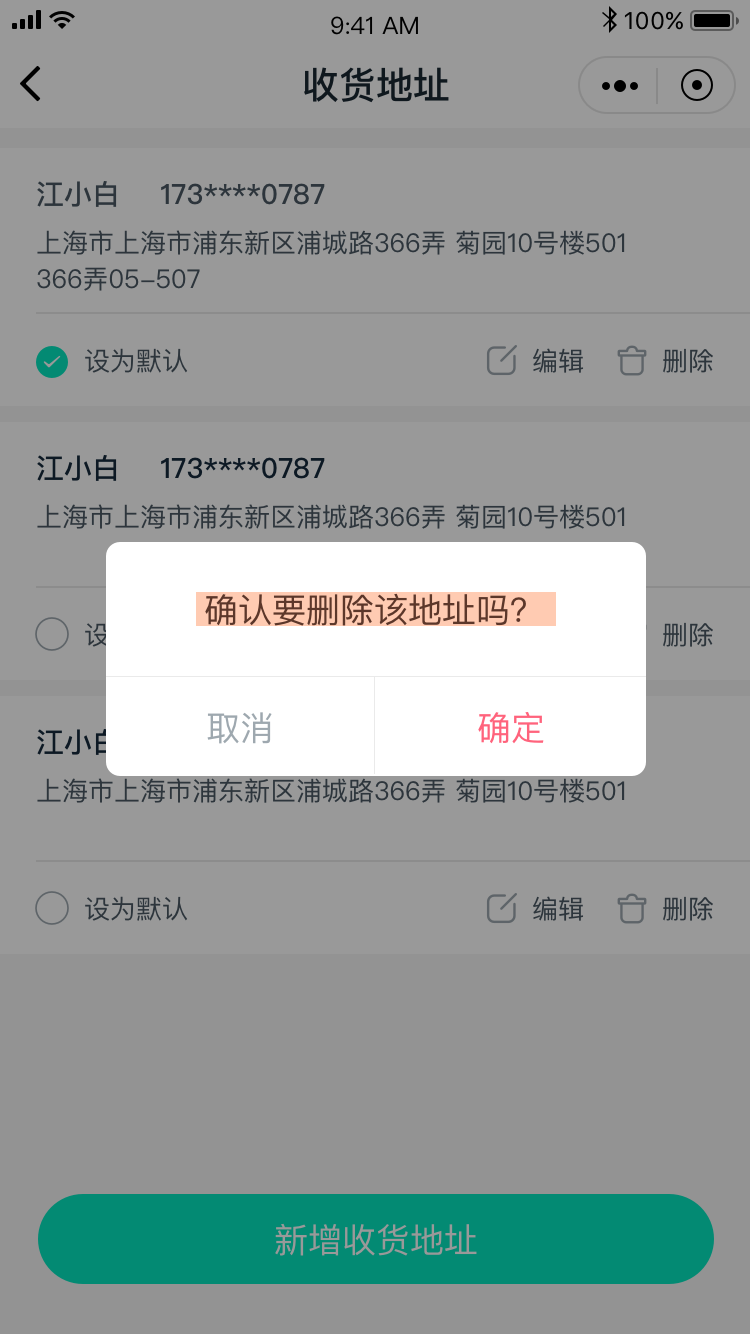 9:41 AM
100%
收货地址
江小白 173****0787
上海市上海市浦东新区浦城路366弄 菊园10号楼501
366弄05-507
设为默认 编辑 删除
江小白 173****0787
上海市上海市浦东新区浦城路366弄 菊园10号楼501
确认要删除该地址吗?
设 删除
取消 确定
江小
上海市上海市浦东新区浦城路366弄 菊园10号楼501
设为默认 编辑 删除
新增收货地址